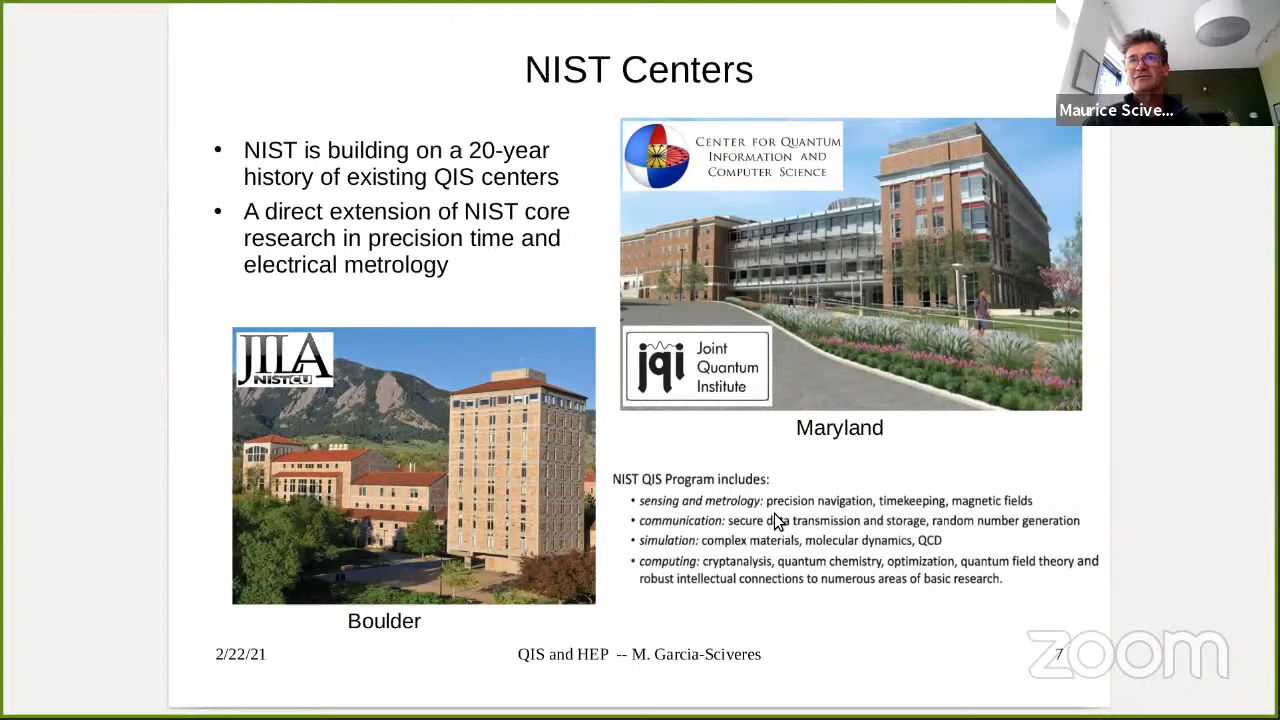 NIST Centers
Maurice Scive...
• NIST is building on a 20-year
history of existing QIS centers
• A direct extension of NIST core
research in precision time and
electrical metrology
CENTER FOR QUANTUM
INFORMATION AND
COMPUTER SCIENCE
jqi Joint
Quantum
Institute
Maryland
JILA
NIST CU
Boulder
NIST QIS Program includes:
• sensing and metrology: precision navigation, timekeeping, magnetic fields
• communication: secure data transmission and storage, random number generation
• simulation: complex materials, molecular dynamics, QCD
• computing: cryptanalysis, quantum chemistry, optimization, quantum field theory and
robust intellectual connections to numerous areas of basic research.
2/22/21
QIS and HEP -- M. Garcia-Sciveres
7
zoom